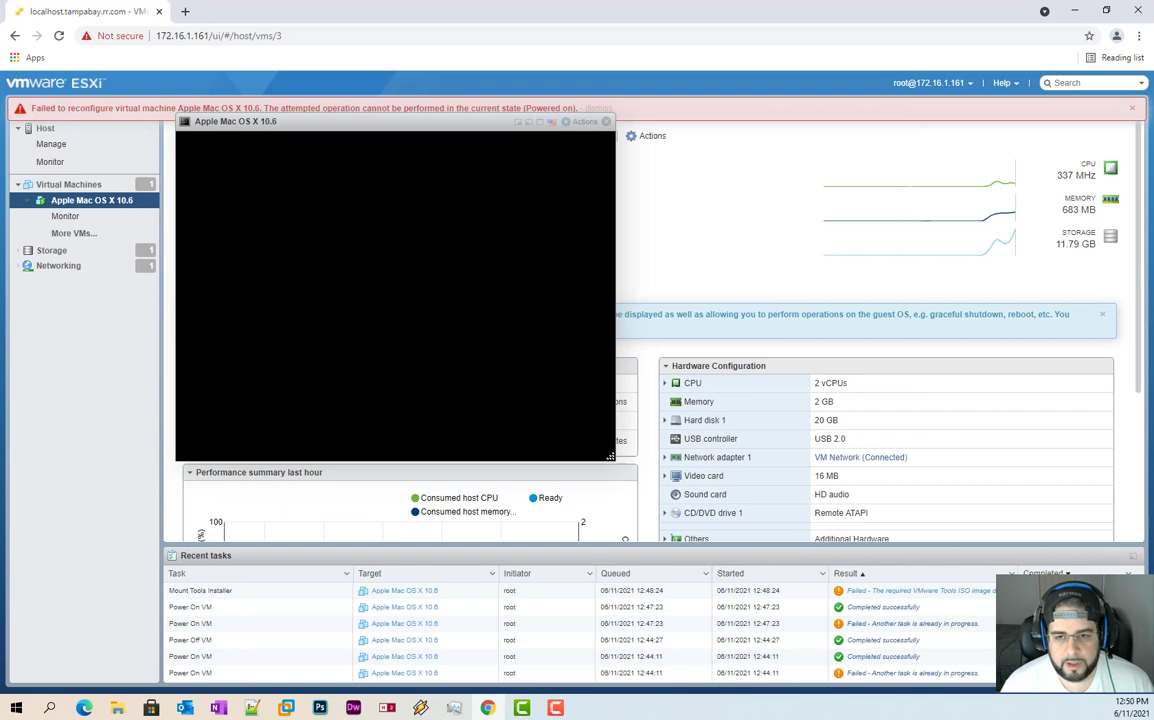 localhost.tampabay.rr.com - VM
Not secure 172.16.1.161/ui/#/host/vms/3
Apps
Reading list
vmware ESXi
root@172.16.1.161
Help
Search
Failed to reconfigure virtual machine Apple Mac OS X 10.6. The attempted operation cannot be performed in the current state (Powered on). - dismiss
Apple Mac OS X 10.6
Actions
Actions
Host
Manage
Monitor
Virtual Machines 1
Apple Mac OS X 10.6
Monitor
More VMs...
Storage 1
Networking 1
CPU
337 MHz
MEMORY
683 MB
STORAGE
11.79 GB
be displayed as well as allowing you to perform operations on the guest OS, e.g. graceful shutdown, reboot, etc. You
Hardware Configuration
CPU 2 vCPUs
Memory 2 GB
Hard disk 1 20 GB
USB controller USB 2.0
Network adapter 1 VM Network (Connected)
Video card 16 MB
Sound card HD audio
CD/DVD drive 1 Remote ATAPI
Others Additional Hardware
Performance summary last hour
Consumed host CPU
Ready
Consumed host memory...
100
2
(%)
Recent tasks
Task Target Initiator Queued Started Result Completed
Mount Tools Installer Apple Mac OS X 10.6 root 06/11/2021 12:48:24 06/11/2021 12:48:24 Failed - The required VMware Tools ISO image d
Power On VM Apple Mac OS X 10.6 root 06/11/2021 12:47:23 06/11/2021 12:47:23 Completed successfully
Power On VM Apple Mac OS X 10.6 root 06/11/2021 12:47:23 06/11/2021 12:47:23 Failed - Another task is already in progress.
Power Off VM Apple Mac OS X 10.6 root 06/11/2021 12:44:27 06/11/2021 12:44:27 Completed successfully
Power On VM Apple Mac OS X 10.6 root 06/11/2021 12:44:11 06/11/2021 12:44:11 Completed successfully
Power On VM Apple Mac OS X 10.6 root 06/11/2021 12:44:11 06/11/2021 12:44:11 Failed - Another task is already in progress.
12:50 PM
6/11/2021